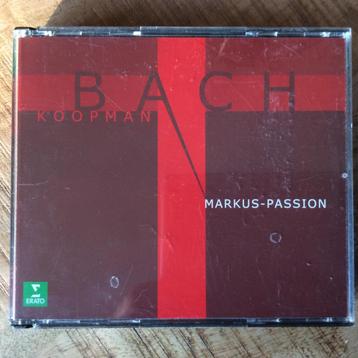 BACH
KOOPMAN
MARKUS-PASSION
ERATO